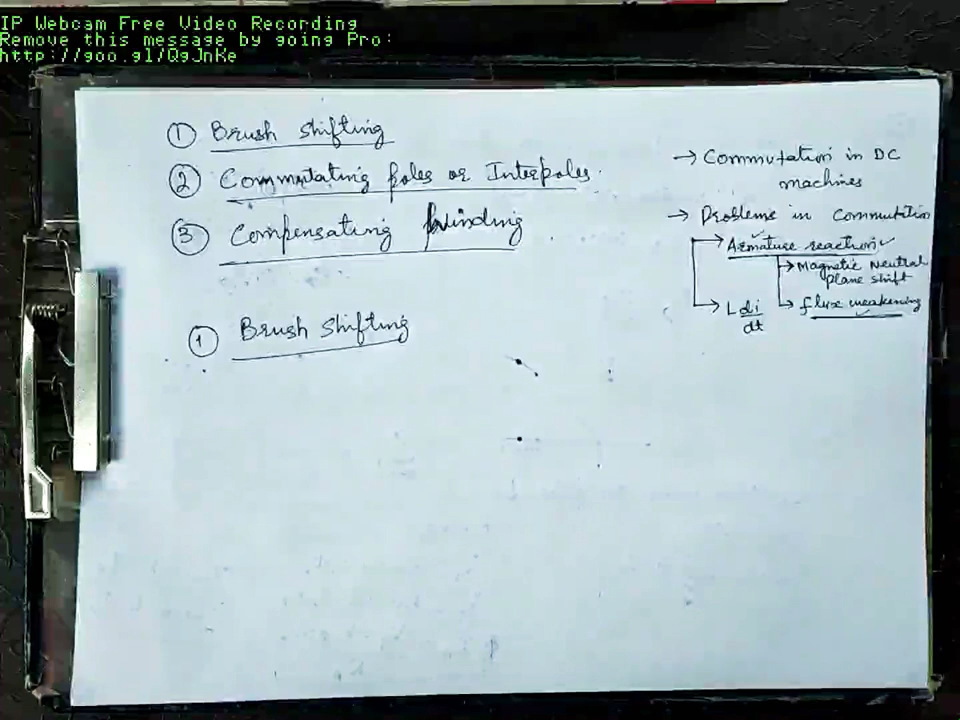 IP Webcam Free Video Recording
Remove this message by going Pro:
http://goo.gl/QgJnKe
① Brush shifting
② Commutating poles or Interpoles.
③ Compensating winding
① Brush shifting
→ Commutation in DC
machines
→ Problems in commutation
→ Armature reaction ✓
→ Magnetic Neutral
plane shift
→ flux weakening
→ L di/dt